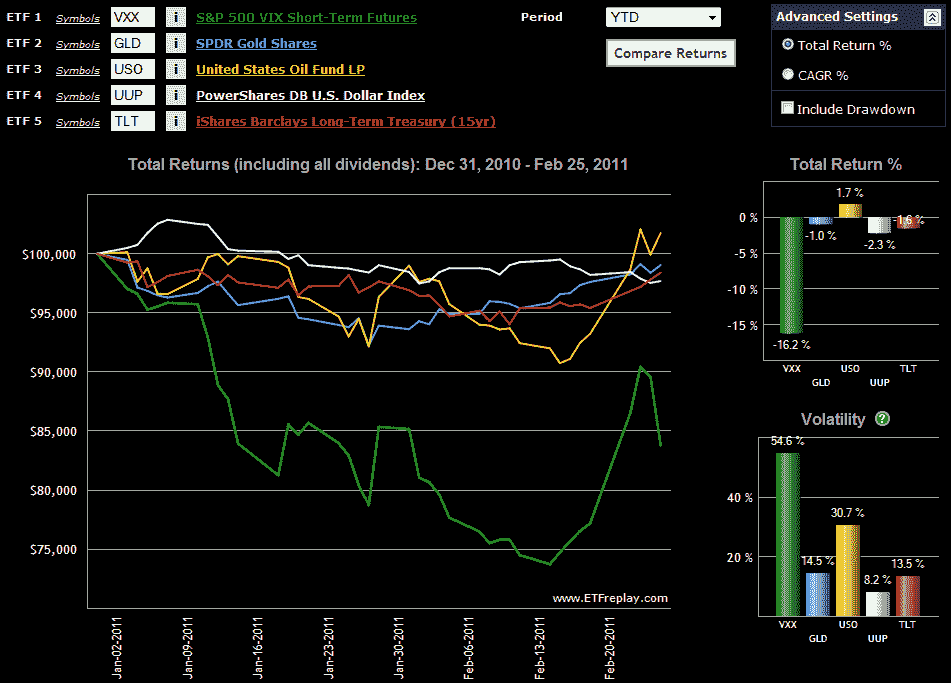 ETF 1 Symbols VXX i S&P 500 VIX Short-Term Futures
ETF 2 Symbols GLD i SPDR Gold Shares
ETF 3 Symbols USO i United States Oil Fund LP
ETF 4 Symbols UUP i PowerShares DB U.S. Dollar Index
ETF 5 Symbols TLT i iShares Barclays Long-Term Treasury (15yr)
Period YTD
Compare Returns
Advanced Settings
Total Return %
CAGR %
Include Drawdown
Total Returns (including all dividends): Dec 31, 2010 - Feb 25, 2011
$100,000
$95,000
$90,000
$85,000
$80,000
$75,000
www.ETFreplay.com
Jan-02-2011
Jan-09-2011
Jan-16-2011
Jan-23-2011
Jan-30-2011
Feb-06-2011
Feb-13-2011
Feb-20-2011
Total Return %
1.7 %
0 %
-1.6 %
-1.0 %
-2.3 %
-5 %
-10 %
-15 %
-16.2 %
VXX USO TLT
GLD UUP
Volatility ?
54.6 %
40 %
30.7 %
20 %
14.5 %
13.5 %
8.2 %
VXX USO TLT
GLD UUP